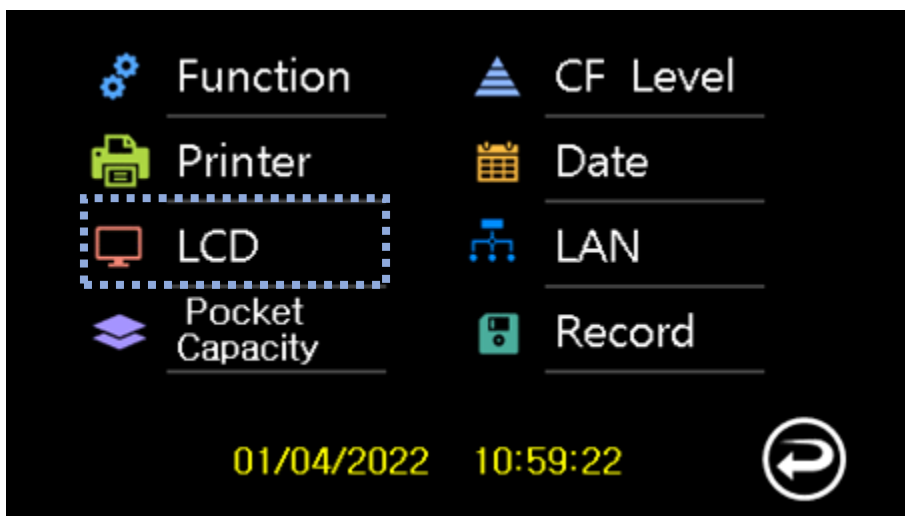 Function
CF Level
Printer
Date
LCD
LAN
Pocket
Capacity
Record
01/04/2022 10:59:22